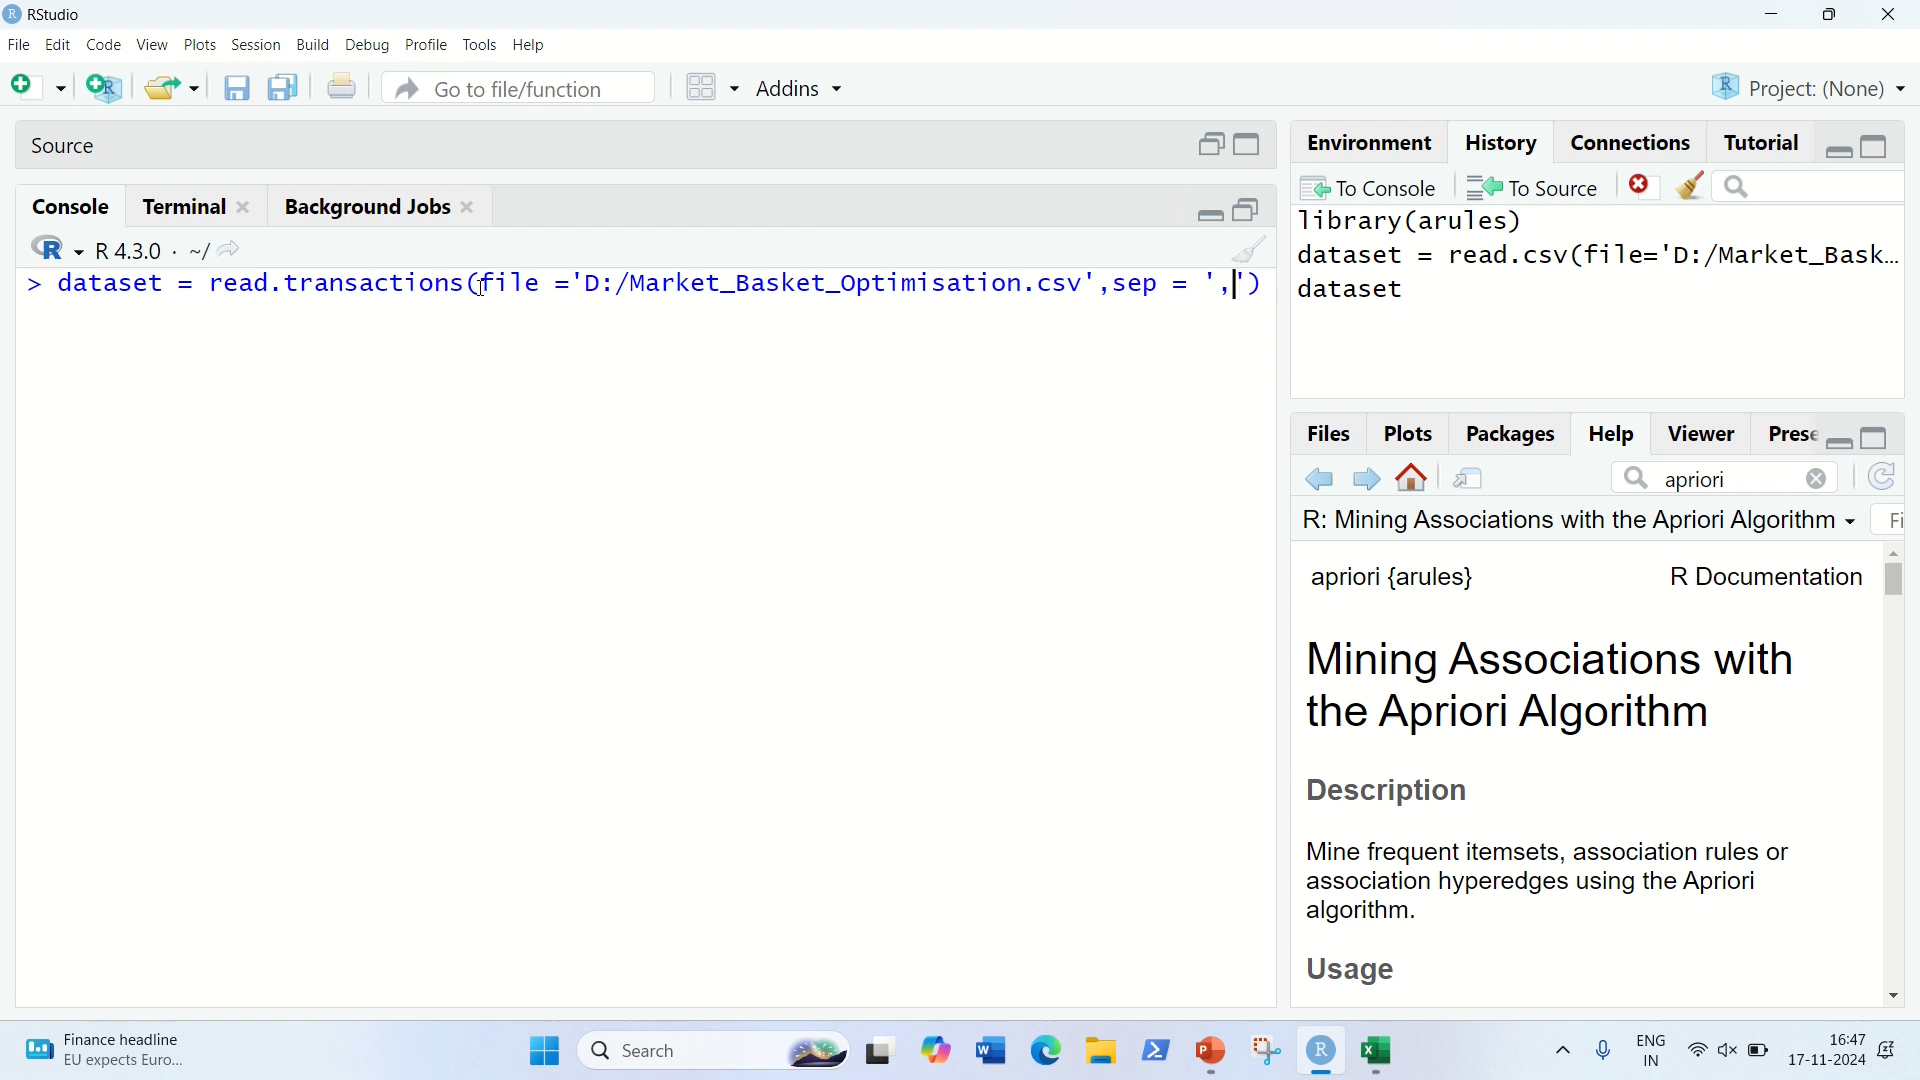 RStudio
File Edit Code View Plots Session Build Debug Profile Tools Help
Go to file/function Addins Project: (None)
Source
Console Terminal Background Jobs
R 4.3.0 · ~/
> dataset = read.transactions(file ='D:/Market_Basket_Optimisation.csv',sep = ',')
Environment History Connections Tutorial
To Console To Source
library(arules)
dataset = read.csv(file='D:/Market_Bask...
dataset
Files Plots Packages Help Viewer Prese
apriori
R: Mining Associations with the Apriori Algorithm Fi
apriori {arules} R Documentation
Mining Associations with
the Apriori Algorithm
Description
Mine frequent itemsets, association rules or
association hyperedges using the Apriori
algorithm.
Usage
Finance headline
EU expects Euro...
Search
ENG
IN
16:47
17-11-2024